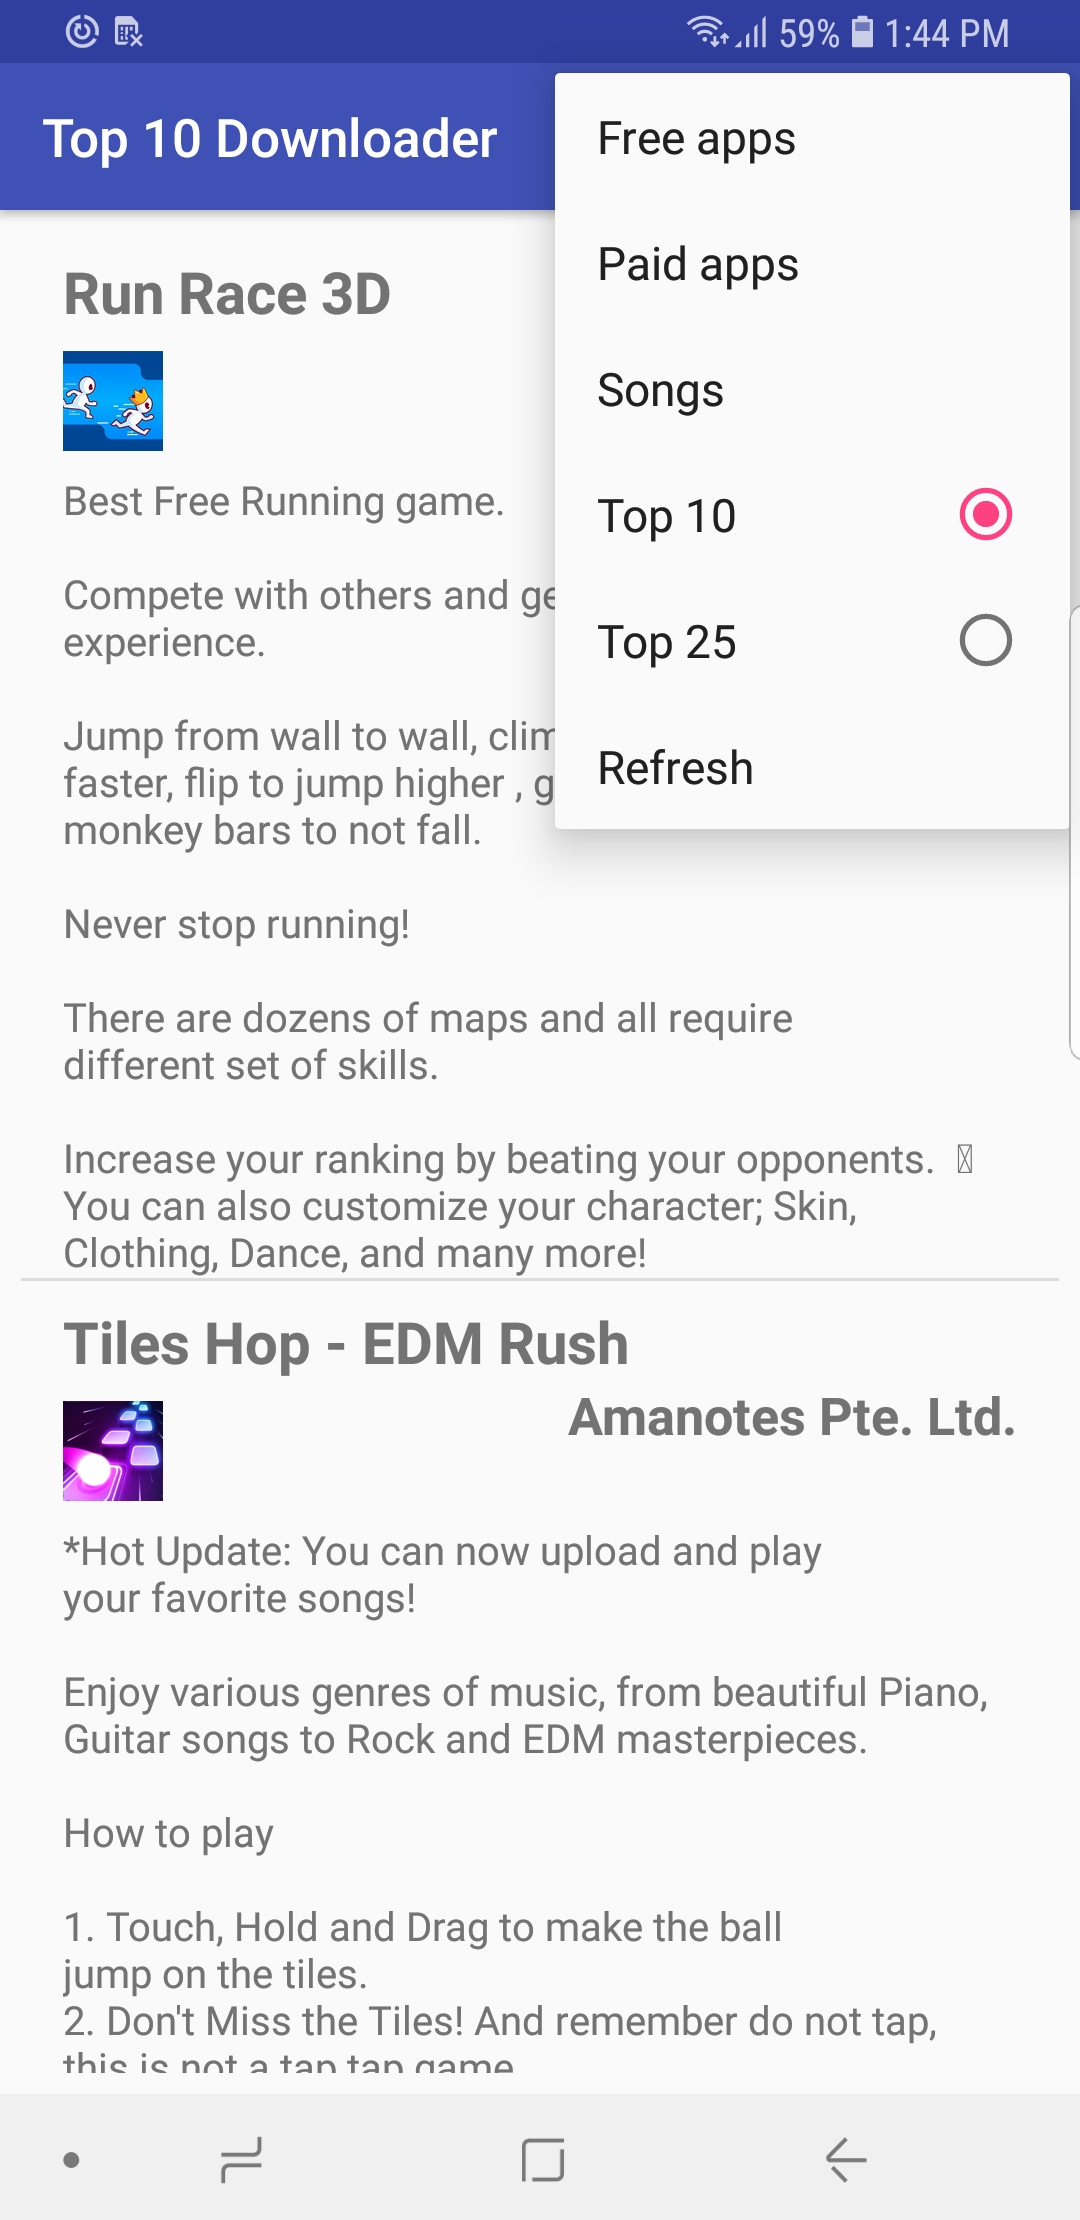 59% 1:44 PM
Top 10 Downloader
Free apps
Paid apps
Songs
Top 10
Top 25
Refresh
Run Race 3D
Best Free Running game.
Compete with others and ge
experience.
Jump from wall to wall, clim
faster, flip to jump higher , g
monkey bars to not fall.
Never stop running!
There are dozens of maps and all require
different set of skills.
Increase your ranking by beating your opponents.
You can also customize your character; Skin,
Clothing, Dance, and many more!
Tiles Hop - EDM Rush
Amanotes Pte. Ltd.
*Hot Update: You can now upload and play
your favorite songs!
Enjoy various genres of music, from beautiful Piano,
Guitar songs to Rock and EDM masterpieces.
How to play
1. Touch, Hold and Drag to make the ball
jump on the tiles.
2. Don't Miss the Tiles! And remember do not tap,
this is not a tap tap game